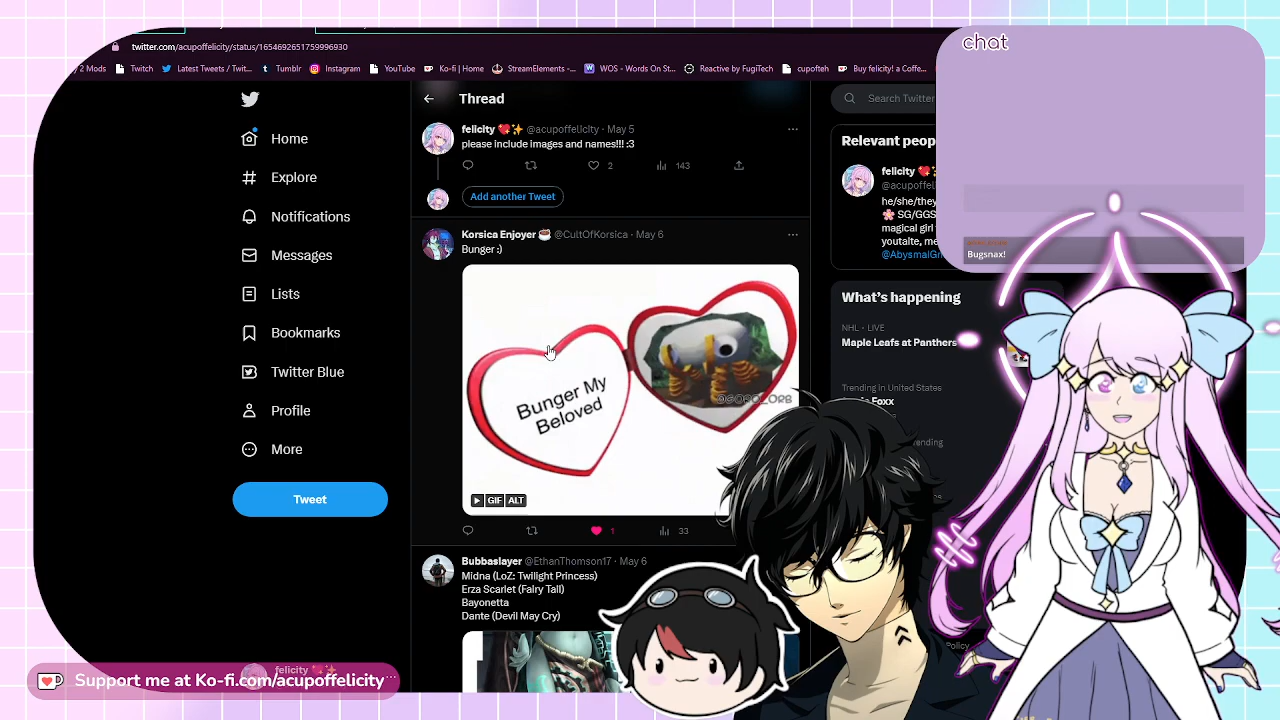 twitter.com/acupoffelicity/status/1654692651759996930
chat
y 2 Mods
Twitch
Latest Tweets / Twit...
Tumblr
Instagram
YouTube
Ko-fi | Home
StreamElements -...
WOS - Words On St...
Reactive by FugiTech
cupofteh
Buy felicity! a Coffe...
Thread
Search Twitter
Home
Explore
Notifications
Messages
Lists
Bookmarks
Twitter Blue
Profile
More
Tweet
felicity 💖✨ @acupoffelicity · May 5
please include images and names!!! :3
2
143
Add another Tweet
Korsica Enjoyer ☕ @CultOfKorsica · May 6
Bunger :)
Bunger My
Beloved
GIF
ALT
1
33
Bubbaslayer @EthanThomson17 · May 6
Midna (LoZ: Twilight Princess)
Erza Scarlet (Fairy Tail)
Bayonetta
Dante (Devil May Cry)
Relevant peop
felicity
@acupoffeli
he/she/they
SG/GGS
magical girl
youtaite, me
@AbysmalGr
Bugsnax!
What's happening
NHL · LIVE
Maple Leafs at Panthers
Trending in United States
Foxx
ending
Policy
felicity 💖✨
Support me at Ko-fi.com/acupoffelicity